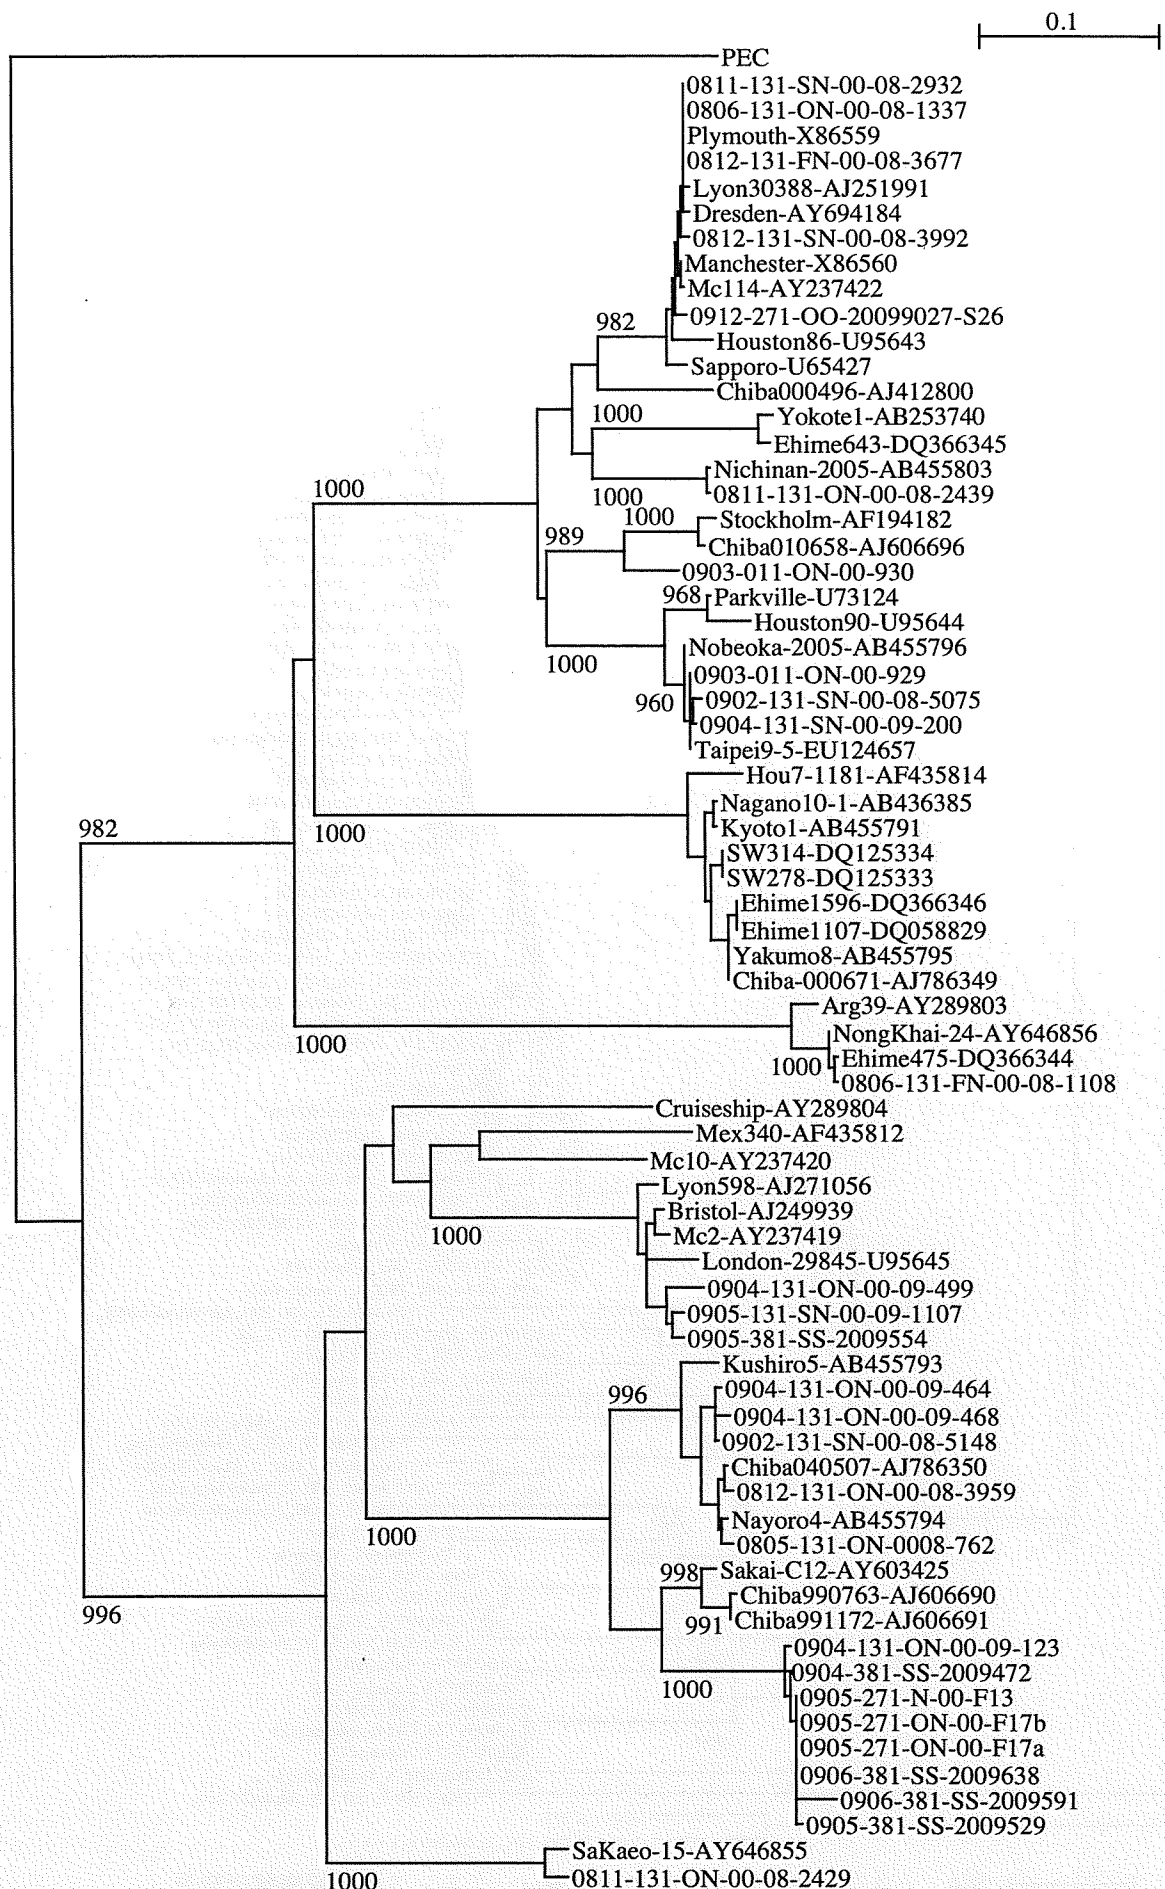 0.1
PEC
0811-131-SN-00-08-2932
0806-131-ON-00-08-1337
Plymouth-X86559
0812-131-FN-00-08-3677
Lyon30388-AJ251991
Dresden-AY694184
0812-131-SN-00-08-3992
Manchester-X86560
Mc114-AY237422
0912-271-OO-20099027-S26
982
Houston86-U95643
Sapporo-U65427
Chiba000496-AJ412800
1000
Yokote1-AB253740
Ehime643-DQ366345
Nichinan-2005-AB455803
1000
0811-131-ON-00-08-2439
1000
1000
Stockholm-AF194182
989
Chiba010658-AJ606696
0903-011-ON-00-930
968
Parkville-U73124
Houston90-U95644
Nobeoka-2005-AB455796
1000
0903-011-ON-00-929
960
0902-131-SN-00-08-5075
0904-131-SN-00-09-200
Taipei9-5-EU124657
Hou7-1181-AF435814
Nagano10-1-AB436385
982
1000
Kyoto1-AB455791
SW314-DQ125334
SW278-DQ125333
Ehime1596-DQ366346
Ehime1107-DQ058829
Yakumo8-AB455795
Chiba-000671-AJ786349
Arg39-AY289803
NongKhai-24-AY646856
1000
1000
Ehime475-DQ366344
0806-131-FN-00-08-1108
Cruiseship-AY289804
Mex340-AF435812
Mc10-AY237420
Lyon598-AJ271056
Bristol-AJ249939
1000
Mc2-AY237419
London-29845-U95645
0904-131-ON-00-09-499
0905-131-SN-00-09-1107
0905-381-SS-2009554
Kushiro5-AB455793
996
0904-131-ON-00-09-464
0904-131-ON-00-09-468
0902-131-SN-00-08-5148
Chiba040507-AJ786350
0812-131-ON-00-08-3959
Nayoro4-AB455794
1000
0805-131-ON-0008-762
998
Sakai-C12-AY603425
Chiba990763-AJ606690
996
991
Chiba991172-AJ606691
0904-131-ON-00-09-123
0904-381-SS-2009472
1000
0905-271-N-00-F13
0905-271-ON-00-F17b
0905-271-ON-00-F17a
0906-381-SS-2009638
0906-381-SS-2009591
0905-381-SS-2009529
SaKaeo-15-AY646855
1000
0811-131-ON-00-08-2429